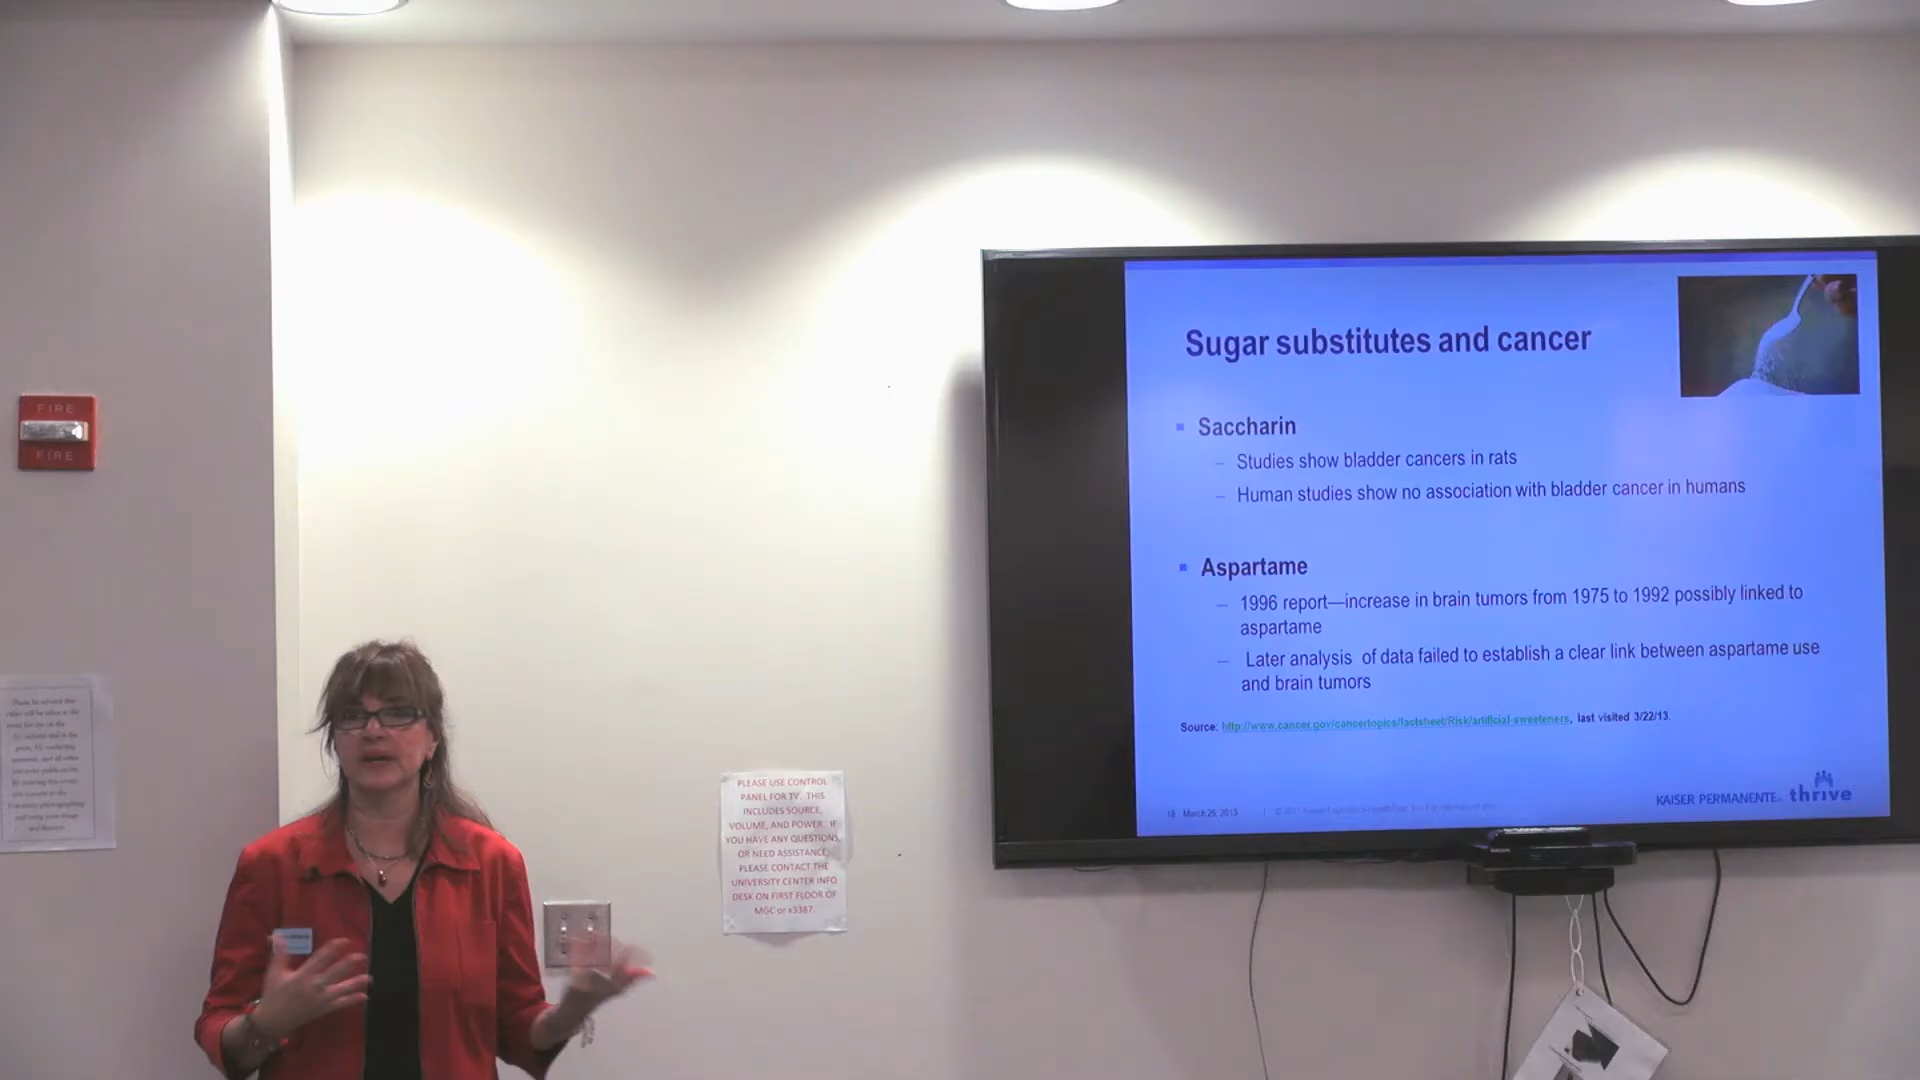 FIRE
FIRE
PLEASE USE CONTROL
PANEL FOR TV. THIS
INCLUDES SOURCE,
VOLUME, AND POWER. IF
YOU HAVE ANY QUESTIONS,
OR NEED ASSISTANCE,
PLEASE CONTACT THE
UNIVERSITY CENTER INFO
DESK ON FIRST FLOOR OF
MGC or x3387.
Sugar substitutes and cancer
Saccharin
– Studies show bladder cancers in rats
– Human studies show no association with bladder cancer in humans
Aspartame
– 1996 report—increase in brain tumors from 1975 to 1992 possibly linked to
aspartame
– Later analysis of data failed to establish a clear link between aspartame use
and brain tumors
Source: http://www.cancer.gov/cancertopics/factsheet/Risk/artificial-sweeteners, last visited 3/22/13.
18 March 25, 2013
KAISER PERMANENTE® thrive